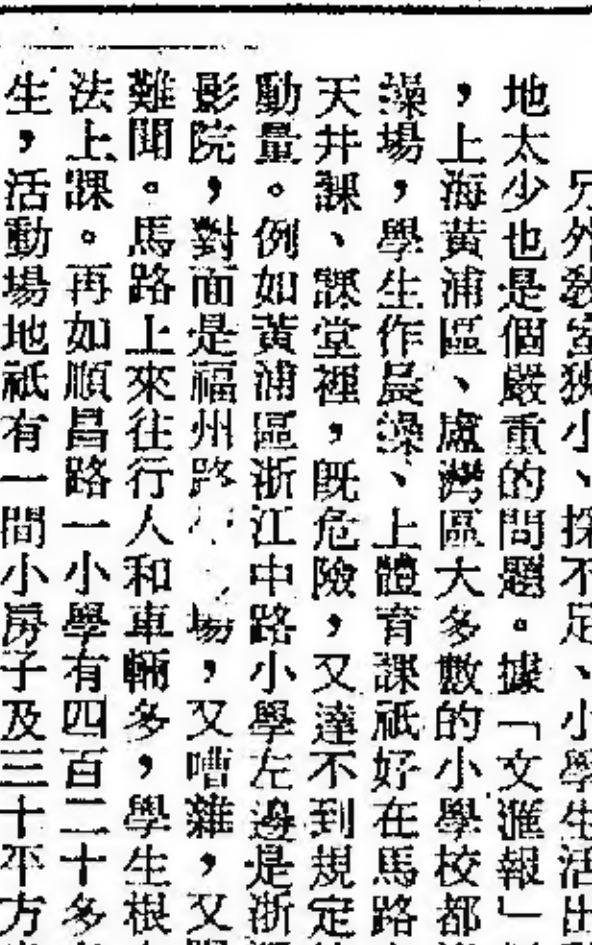 外教室狹小、採不足、小學生活
地太少也是個嚴重的問題。據「文滙報」
，上海黃浦區、盧灣區大多數的小學校都
操場，學生作晨操、上體育課祇好在馬路
天井課、課堂裡，既危險，又達不到規定
動量。例如黃浦區浙江中路小學左邊是浙
影院，對面是福州路場，又嘈雜，又
難聞。馬路上來往行人和車輛多，學生根
法上課。再如順昌路一小學有四百二十多
生，活動場地祇有一間小房子及三十平方